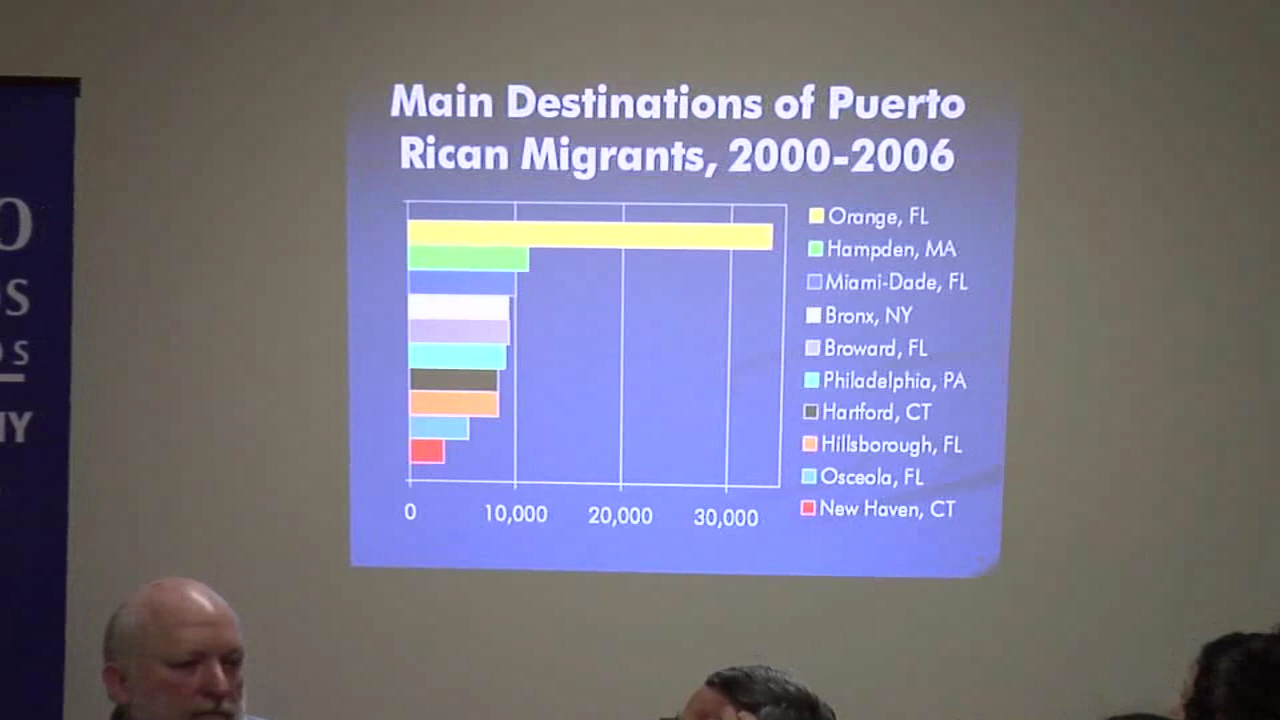 Main Destinations of Puerto
Rican Migrants, 2000-2006
Orange, FL
Hampden, MA
Miami-Dade, FL
Bronx, NY
Broward, FL
Philadelphia, PA
Hartford, CT
Hillsborough, FL
Osceola, FL
New Haven, CT
0 10,000 20,000 30,000